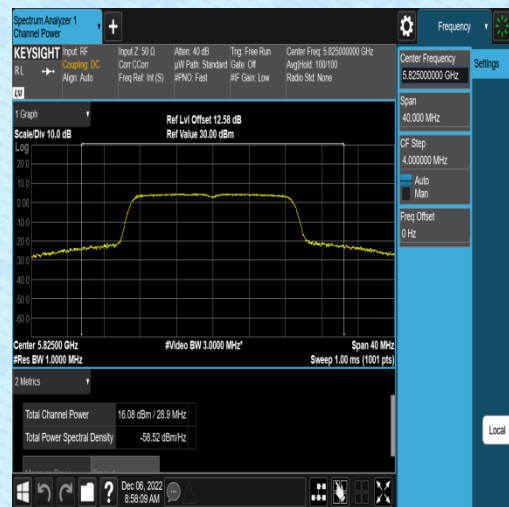 Spectrum Analyzer 1
Channel Power
Frequency
KEYSIGHT
RL
Input: RF
Coupling: DC
Align: Auto
Input Z: 50 Ω
Corr CCorr
Freq Ref: Int (S)
Atten: 40 dB
µW Path: Standard
#PNO: Fast
Trig: Free Run
Gate: Off
#IF Gain: Low
Center Freq: 5.825000000 GHz
Avg|Hold: 100/100
Radio Std: None
LXI
1 Graph
Scale/Div 10.0 dB
Ref Lvl Offset 12.58 dB
Ref Value 30.00 dBm
Log
20.0
10.0
0.00
-10.0
-20.0
-30.0
-40.0
-50.0
-60.0
Center 5.82500 GHz
#Res BW 1.0000 MHz
#Video BW 3.0000 MHz*
Span 40 MHz
Sweep 1.00 ms (1001 pts)
2 Metrics
Total Channel Power 16.08 dBm / 28.9 MHz
Total Power Spectral Density -58.52 dBm/Hz
Dec 06, 2022
8:58:09 AM
?
Center Frequency
5.825000000 GHz
Settings
Span
40.000 MHz
CF Step
4.000000 MHz
Auto
Man
Freq Offset
0 Hz
Local